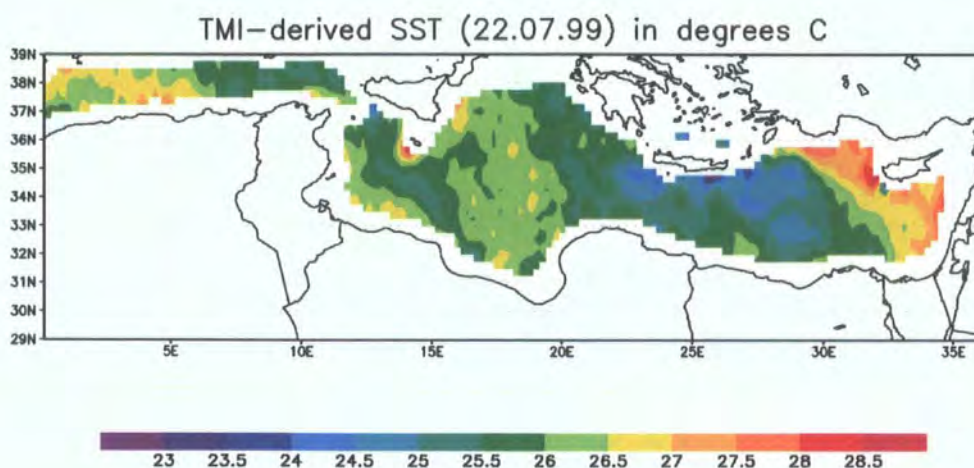 TMI-derived SST (22.07.99) in degrees C
39N
38N
37N
36N
35N
34N
33N
32N
31N
30N
29N
5E 10E 15E 20E 25E 30E 35E
23 23.5 24 24.5 25 25.5 26 26.5 27 27.5 28 28.5